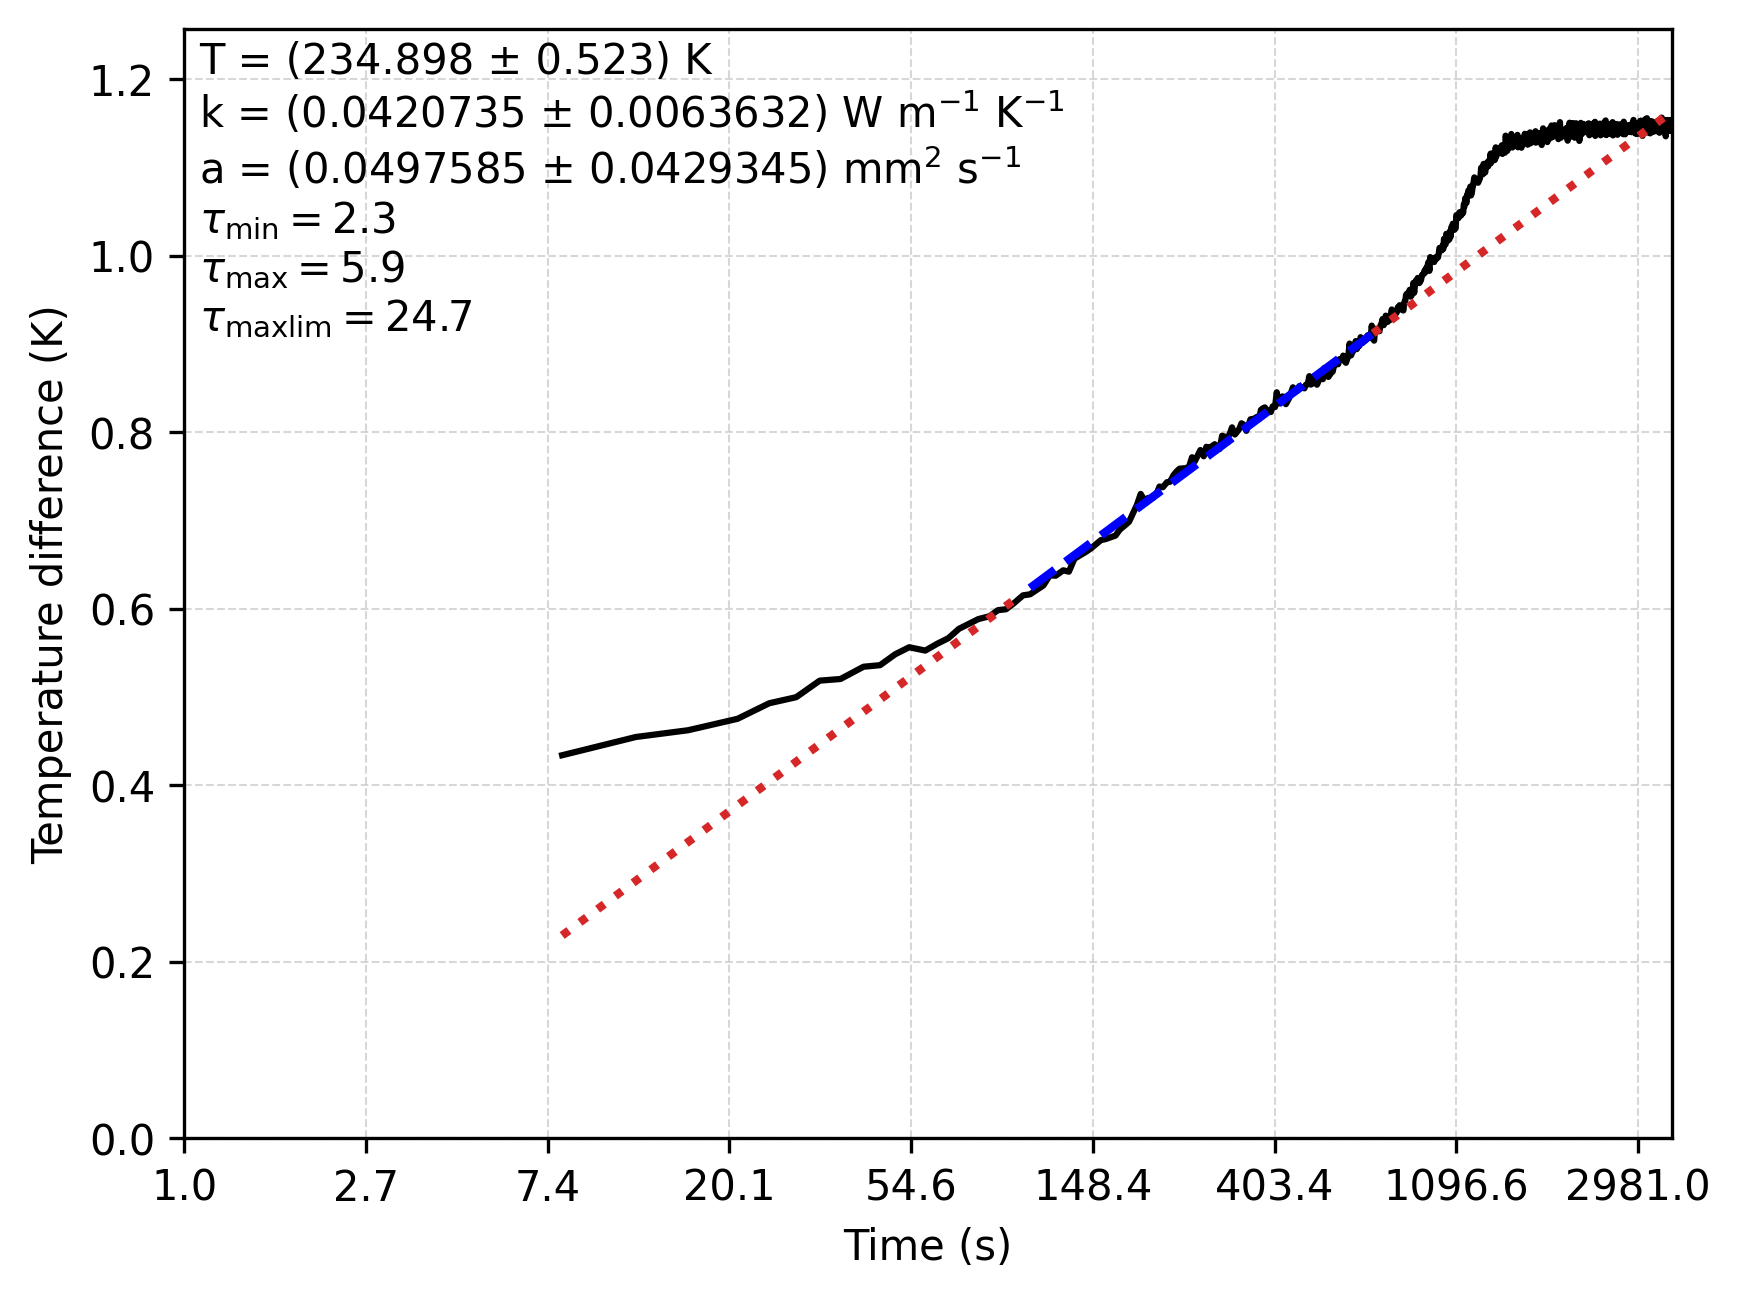 T = (234.898 ± 0.523) K
k = (0.0420735 ± 0.0063632) W m⁻¹ K⁻¹
a = (0.0497585 ± 0.0429345) mm² s⁻¹
τmin = 2.3
τmax = 5.9
τmaxlim = 24.7
Temperature difference (K)
1.2
1.0
0.8
0.6
0.4
0.2
0.0
1.0 2.7 7.4 20.1 54.6 148.4 403.4 1096.6 2981.0
Time (s)